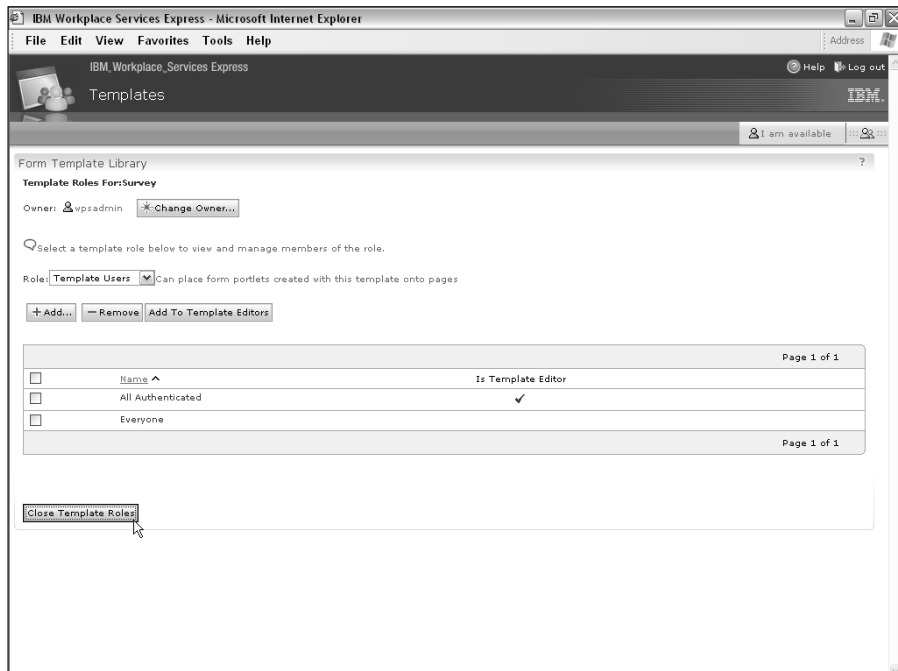 IBM Workplace Services Express - Microsoft Internet Explorer
File Edit View Favorites Tools Help Address
IBM_Workplace_Services Express Help Log out
Templates IBM.
I am available
Form Template Library ?
Template Roles For:Survey
Owner: wpsadmin Change Owner...
Select a template role below to view and manage members of the role.
Role: Template Users Can place form portlets created with this template onto pages
+ Add... − Remove Add To Template Editors
Page 1 of 1
Name Is Template Editor
All Authenticated
Everyone
Page 1 of 1
Close Template Roles